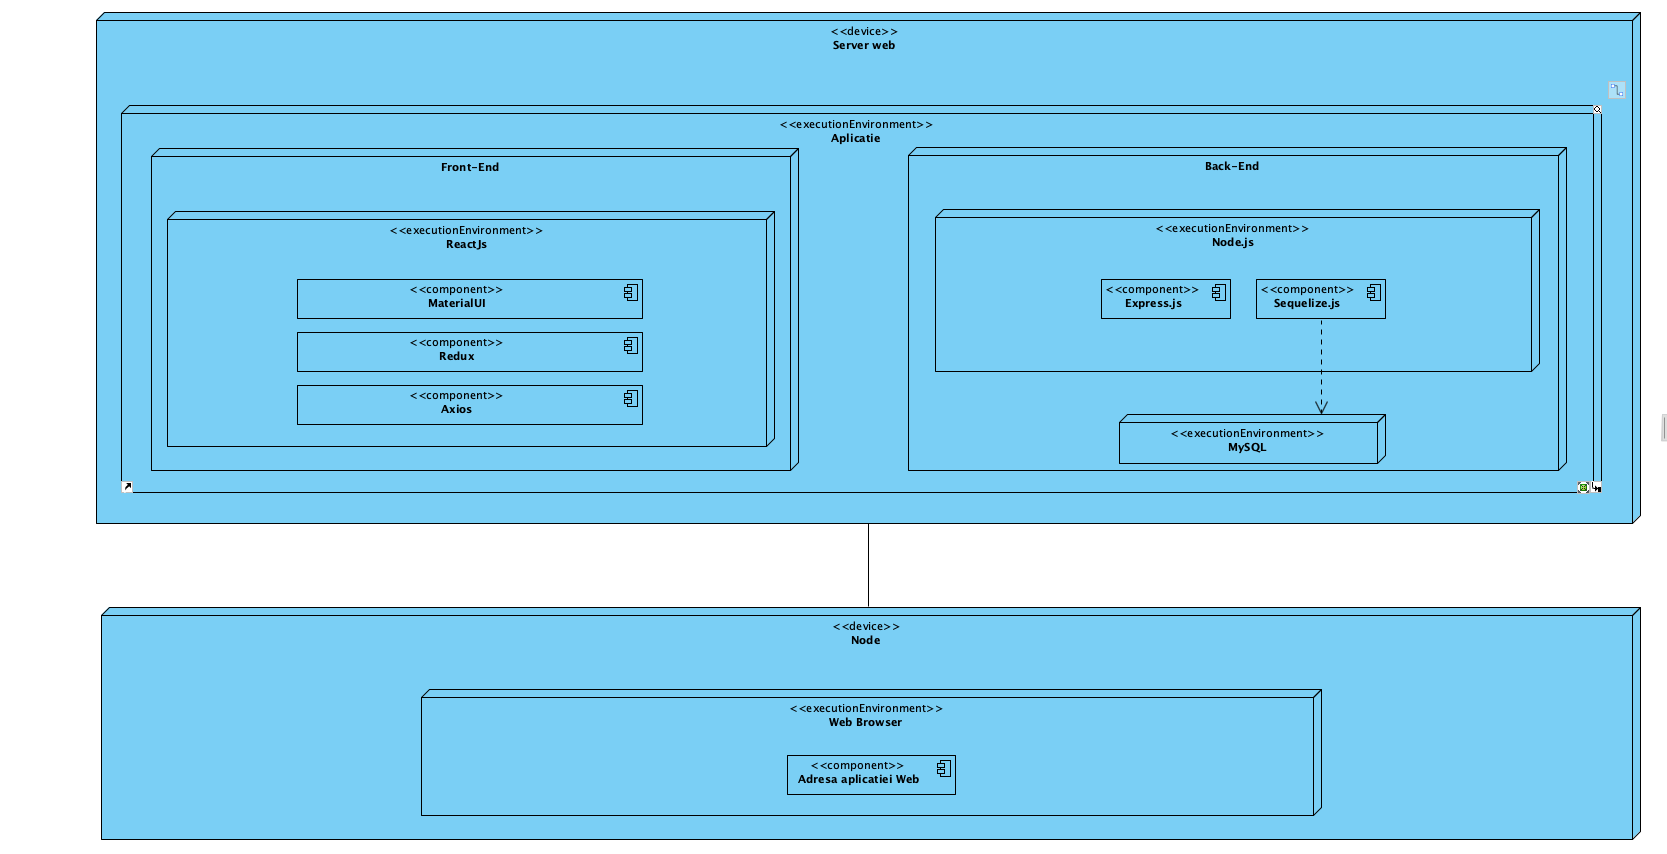 <<device>>
Server web
<<executionEnvironment>>
Aplicatie
Front-End
<<executionEnvironment>>
ReactJs
<<component>>
MaterialUI
<<component>>
Redux
<<component>>
Axios
Back-End
<<executionEnvironment>>
Node.js
<<component>>
Express.js
<<component>>
Sequelize.js
<<executionEnvironment>>
MySQL
<<device>>
Node
<<executionEnvironment>>
Web Browser
<<component>>
Adresa aplicatiei Web